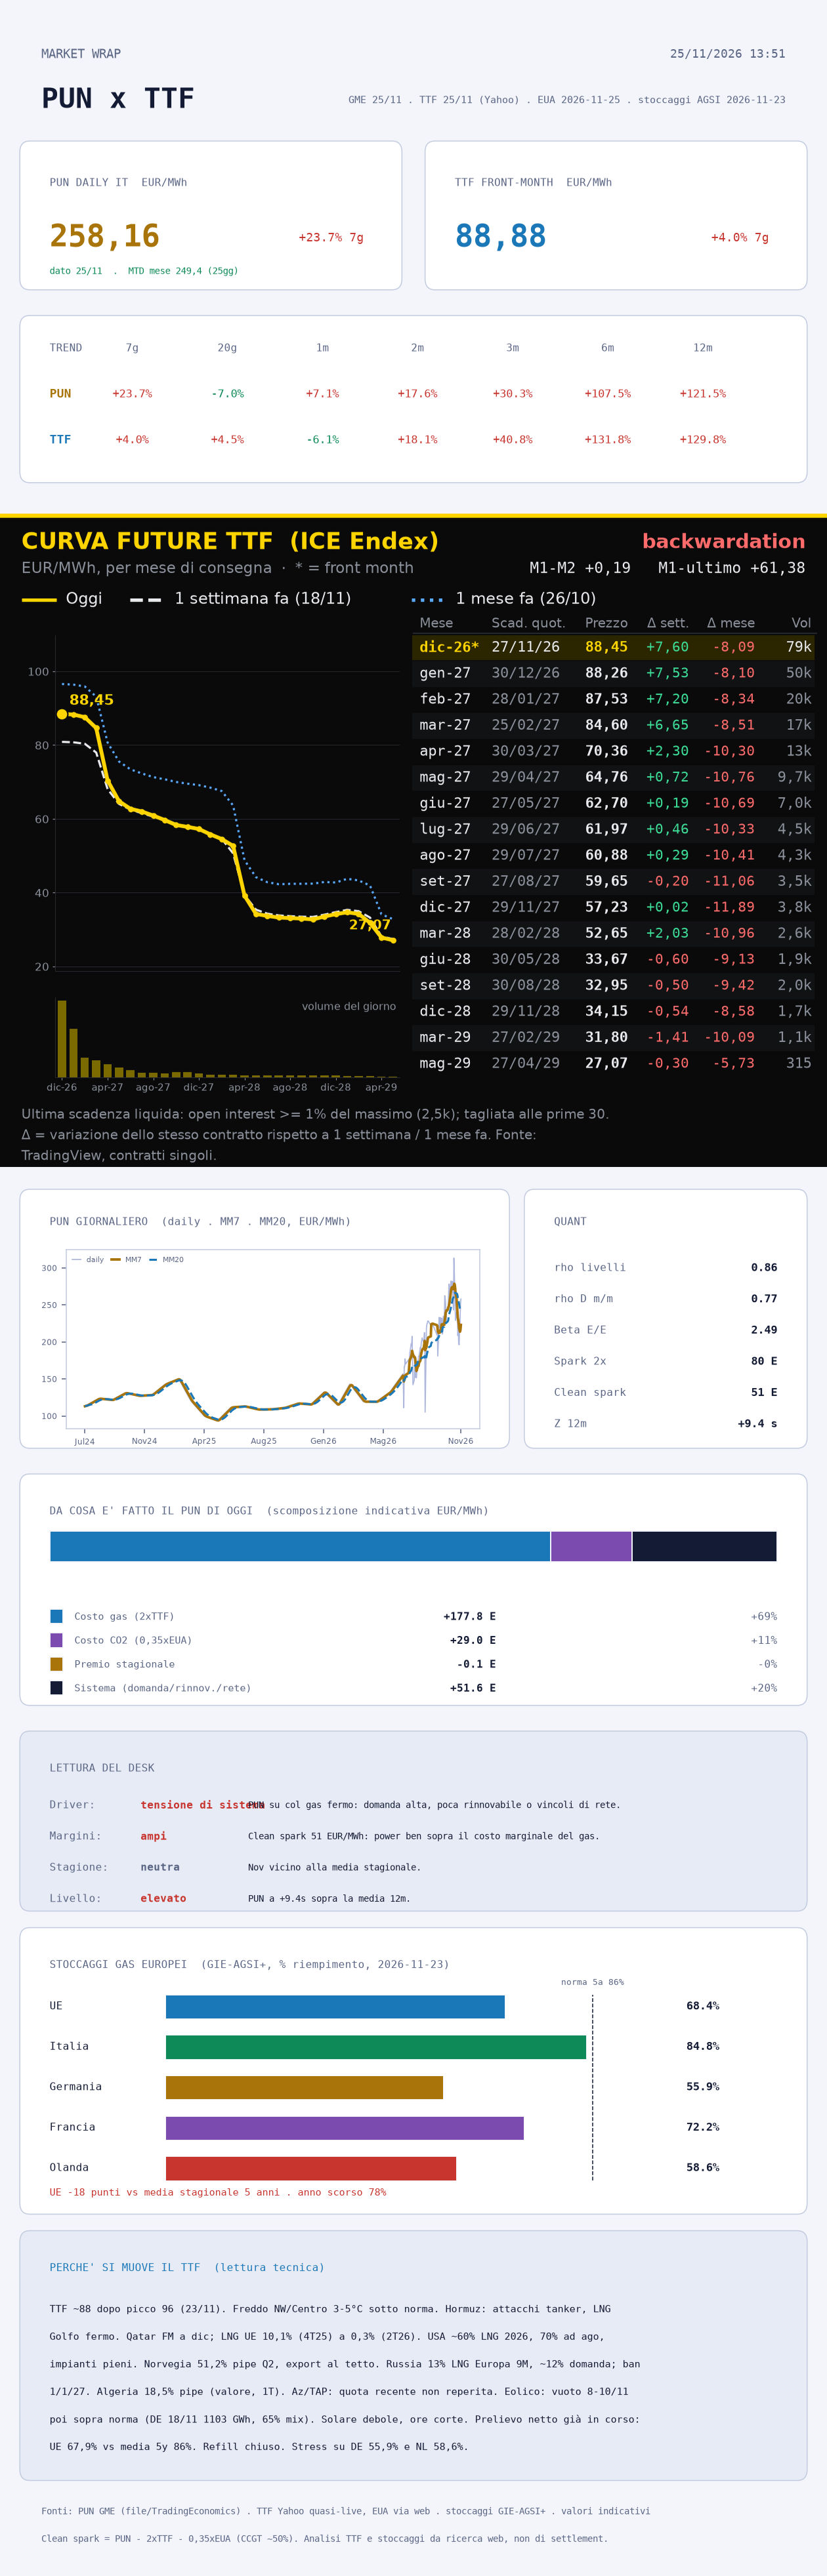 MARKET WRAP 25/11/2026 13:51
PUN x TTF GME 25/11 . TTF 25/11 (Yahoo) . EUA 2026-11-25 . stoccaggi AGSI 2026-11-23
PUN DAILY IT EUR/MWh
258,16 +23.7% 7g
dato 25/11 . MTD mese 249,4 (25gg)
TTF FRONT-MONTH EUR/MWh
88,88 +4.0% 7g
TREND 7g 20g 1m 2m 3m 6m 12m
PUN +23.7% -7.0% +7.1% +17.6% +30.3% +107.5% +121.5%
TTF +4.0% +4.5% -6.1% +18.1% +40.8% +131.8% +129.8%
CURVA FUTURE TTF (ICE Endex) backwardation
EUR/MWh, per mese di consegna · * = front month M1-M2 +0,19 M1-ultimo +61,38
Oggi 1 settimana fa (18/11) 1 mese fa (26/10)
Mese Scad. quot. Prezzo Δ sett. Δ mese Vol
dic-26* 27/11/26 88,45 +7,60 -8,09 79k
gen-27 30/12/26 88,26 +7,53 -8,10 50k
feb-27 28/01/27 87,53 +7,20 -8,34 20k
mar-27 25/02/27 84,60 +6,65 -8,51 17k
apr-27 30/03/27 70,36 +2,30 -10,30 13k
mag-27 29/04/27 64,76 +0,72 -10,76 9,7k
giu-27 27/05/27 62,70 +0,19 -10,69 7,0k
lug-27 29/06/27 61,97 +0,46 -10,33 4,5k
ago-27 29/07/27 60,88 +0,29 -10,41 4,3k
set-27 27/08/27 59,65 -0,20 -11,06 3,5k
dic-27 29/11/27 57,23 +0,02 -11,89 3,8k
mar-28 28/02/28 52,65 +2,03 -10,96 2,6k
giu-28 30/05/28 33,67 -0,60 -9,13 1,9k
set-28 30/08/28 32,95 -0,50 -9,42 2,0k
dic-28 29/11/28 34,15 -0,54 -8,58 1,7k
mar-29 27/02/29 31,80 -1,41 -10,09 1,1k
mag-29 27/04/29 27,07 -0,30 -5,73 315
100
80
60
40
20
88,45
27,07
volume del giorno
dic-26 apr-27 ago-27 dic-27 apr-28 ago-28 dic-28 apr-29
Ultima scadenza liquida: open interest >= 1% del massimo (2,5k); tagliata alle prime 30.
Δ = variazione dello stesso contratto rispetto a 1 settimana / 1 mese fa. Fonte:
TradingView, contratti singoli.
PUN GIORNALIERO (daily . MM7 . MM20, EUR/MWh)
daily MM7 MM20
300
250
200
150
100
Jul24 Nov24 Apr25 Aug25 Gen26 Mag26 Nov26
QUANT
rho livelli 0.86
rho D m/m 0.77
Beta E/E 2.49
Spark 2x 80 E
Clean spark 51 E
Z 12m +9.4 s
DA COSA E' FATTO IL PUN DI OGGI (scomposizione indicativa EUR/MWh)
Costo gas (2xTTF) +177.8 E +69%
Costo CO2 (0,35xEUA) +29.0 E +11%
Premio stagionale -0.1 E -0%
Sistema (domanda/rinnov./rete) +51.6 E +20%
LETTURA DEL DESK
Driver: tensione di sistema PUN su col gas fermo: domanda alta, poca rinnovabile o vincoli di rete.
Margini: ampi Clean spark 51 EUR/MWh: power ben sopra il costo marginale del gas.
Stagione: neutra Nov vicino alla media stagionale.
Livello: elevato PUN a +9.4s sopra la media 12m.
STOCCAGGI GAS EUROPEI (GIE-AGSI+, % riempimento, 2026-11-23)
norma 5a 86%
UE 68.4%
Italia 84.8%
Germania 55.9%
Francia 72.2%
Olanda 58.6%
UE -18 punti vs media stagionale 5 anni . anno scorso 78%
PERCHE' SI MUOVE IL TTF (lettura tecnica)
TTF ~88 dopo picco 96 (23/11). Freddo NW/Centro 3-5°C sotto norma. Hormuz: attacchi tanker, LNG
Golfo fermo. Qatar FM a dic; LNG UE 10,1% (4T25) a 0,3% (2T26). USA ~60% LNG 2026, 70% ad ago,
impianti pieni. Norvegia 51,2% pipe Q2, export al tetto. Russia 13% LNG Europa 9M, ~12% domanda; ban
1/1/27. Algeria 18,5% pipe (valore, 1T). Az/TAP: quota recente non reperita. Eolico: vuoto 8-10/11
poi sopra norma (DE 18/11 1103 GWh, 65% mix). Solare debole, ore corte. Prelievo netto già in corso:
UE 67,9% vs media 5y 86%. Refill chiuso. Stress su DE 55,9% e NL 58,6%.
Fonti: PUN GME (file/TradingEconomics) . TTF Yahoo quasi-live, EUA via web . stoccaggi GIE-AGSI+ . valori indicativi
Clean spark = PUN - 2xTTF - 0,35xEUA (CCGT ~50%). Analisi TTF e stoccaggi da ricerca web, non di settlement.